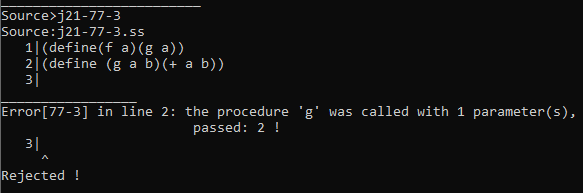 Source>j21-77-3
Source:j21-77-3.ss
1|(define(f a)(g a))
2|(define (g a b)(+ a b))
3|
Error[77-3] in line 2: the procedure 'g' was called with 1 parameter(s),
passed: 2 !
3|
^
Rejected !